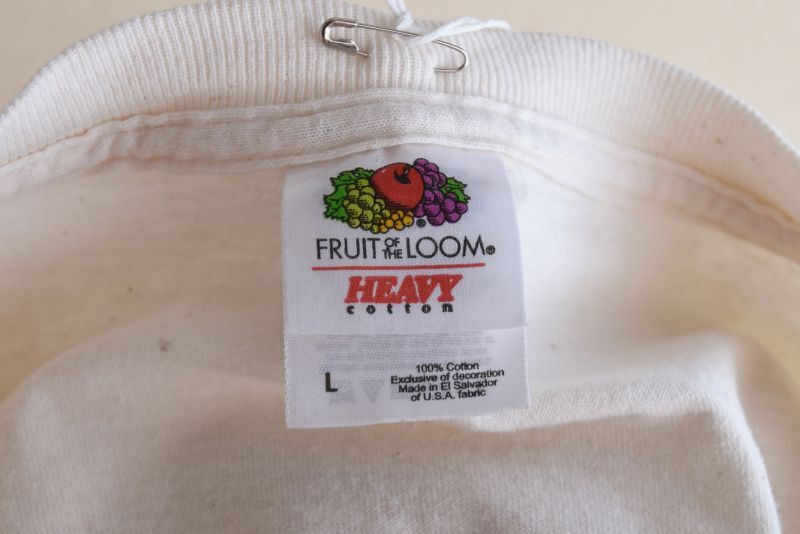 FRUIT OF THE LOOM®
HEAVY
cotton
L
100% Cotton
Exclusive of decoration
Made in El Salvador
of U.S.A. fabric